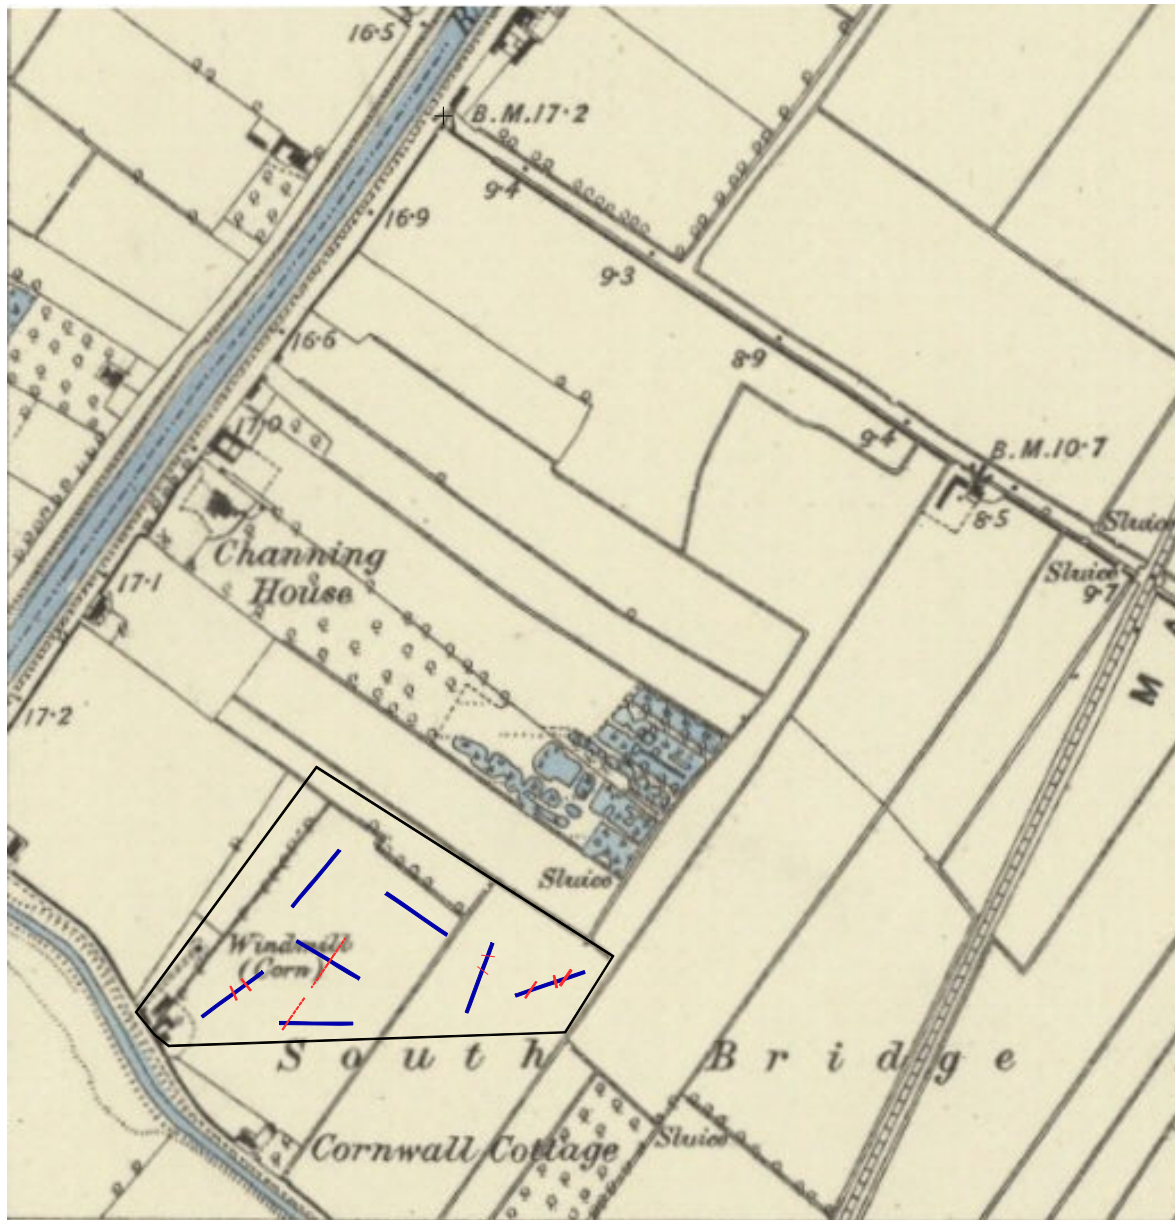 16·5
B.M.17·2
9·4
16·9
9·3
16·6
8·9
17·0
9·4
B.M.10·7
8·5
Sluice
Channing
House
Sluice
9·7
17·1
M A
17·2
Sluice
Windmill
(Corn)
South Bridge
Cornwall Cottage
Sluice